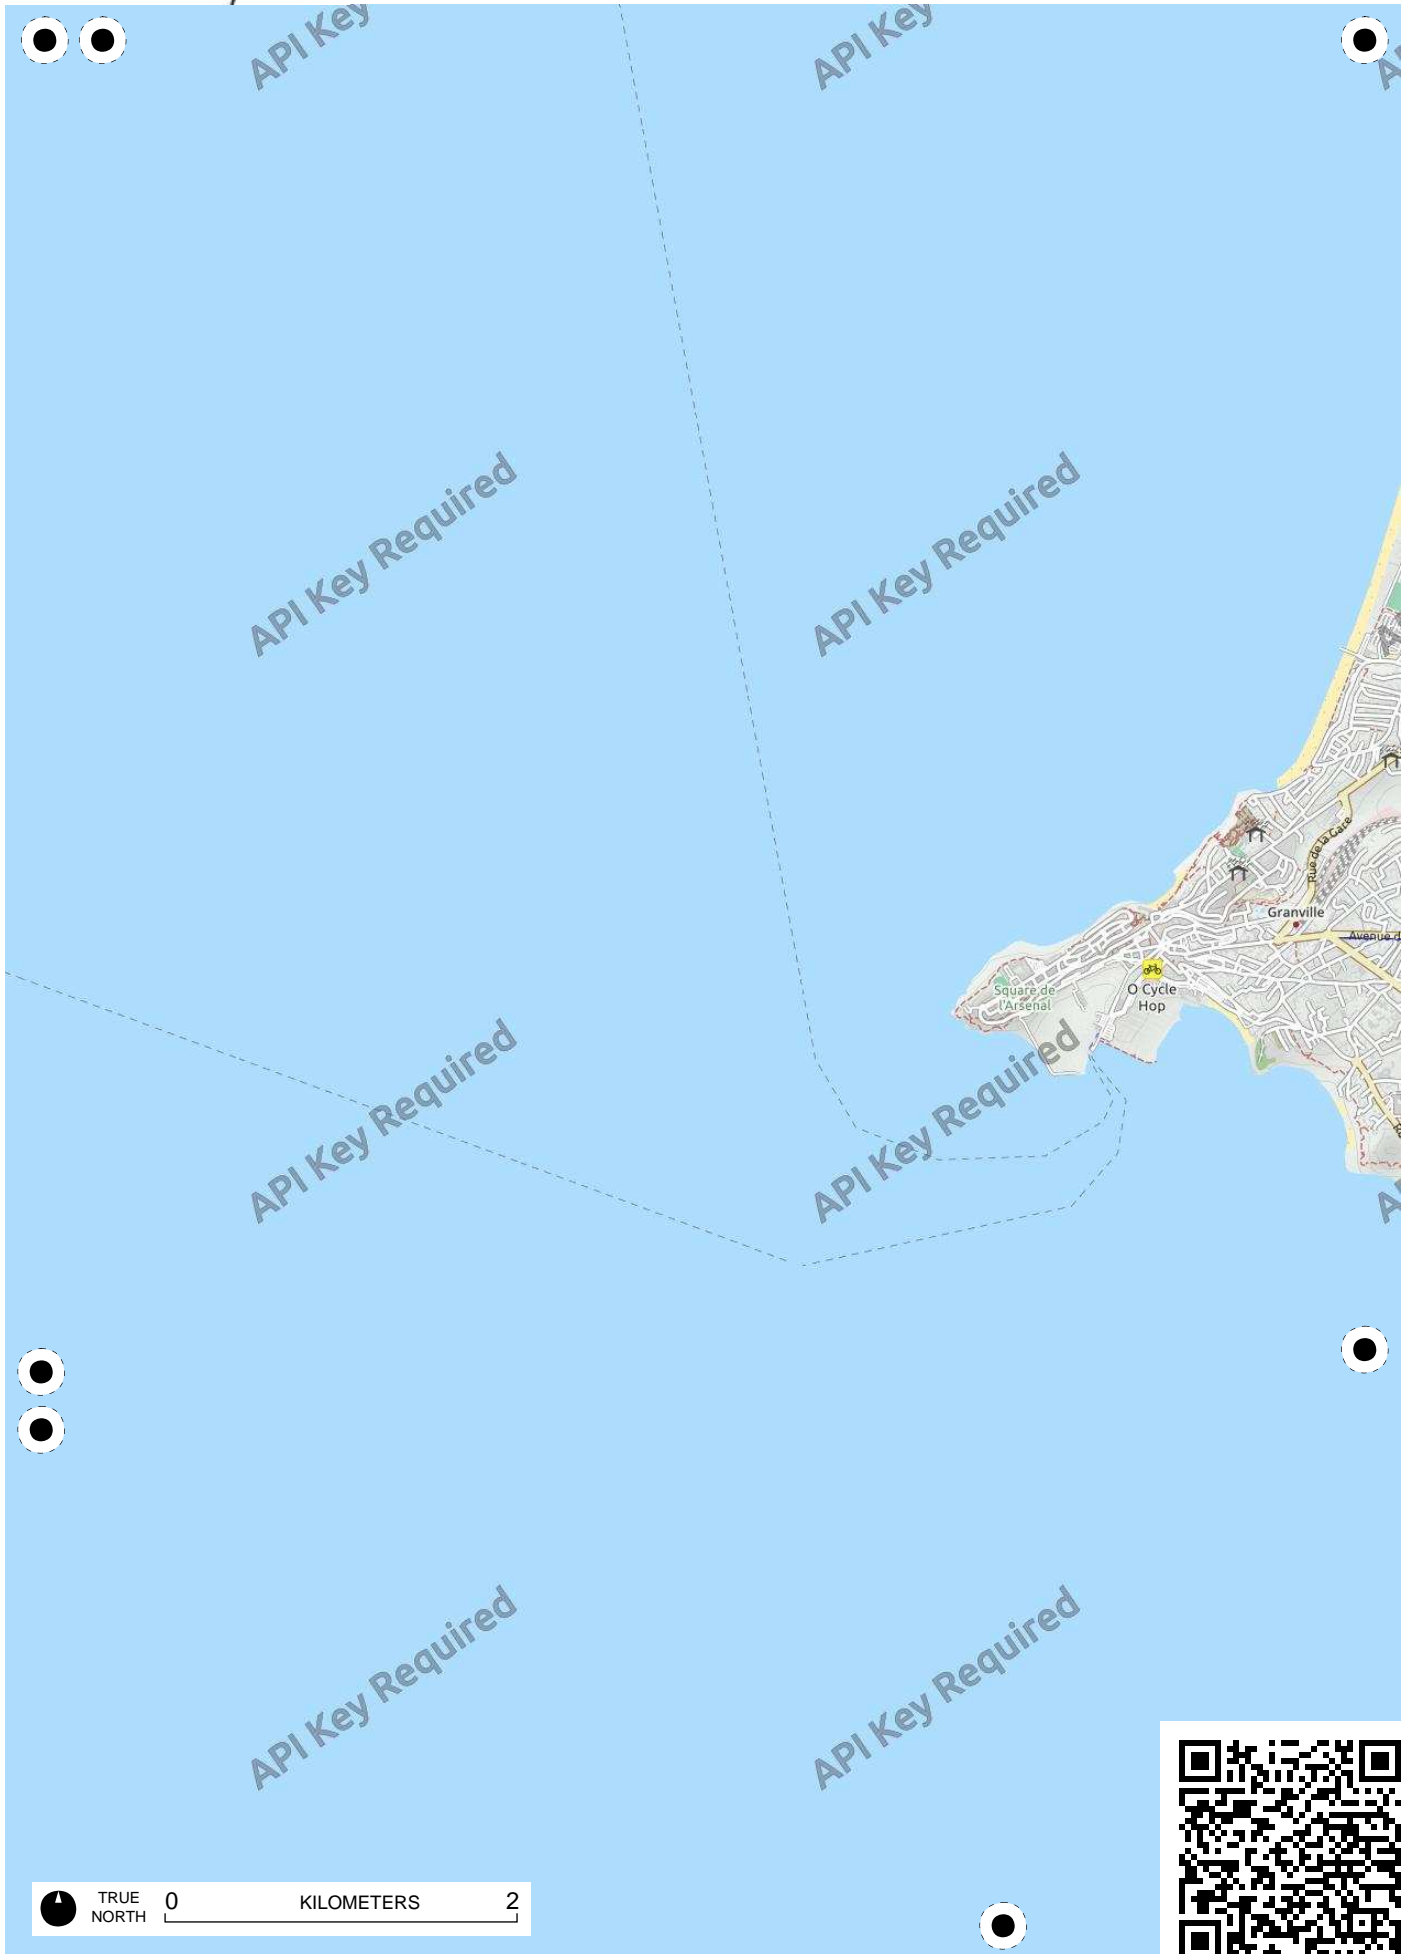 API Key
API Key
API Key Required
API Key Required
Rue de la Gare
Granville
Avenue d
Square de
l'Arsenal
O Cycle
Hop
API Key Required
API Key Required
API Key Required
API Key Required
TRUE
NORTH
0 KILOMETERS 2